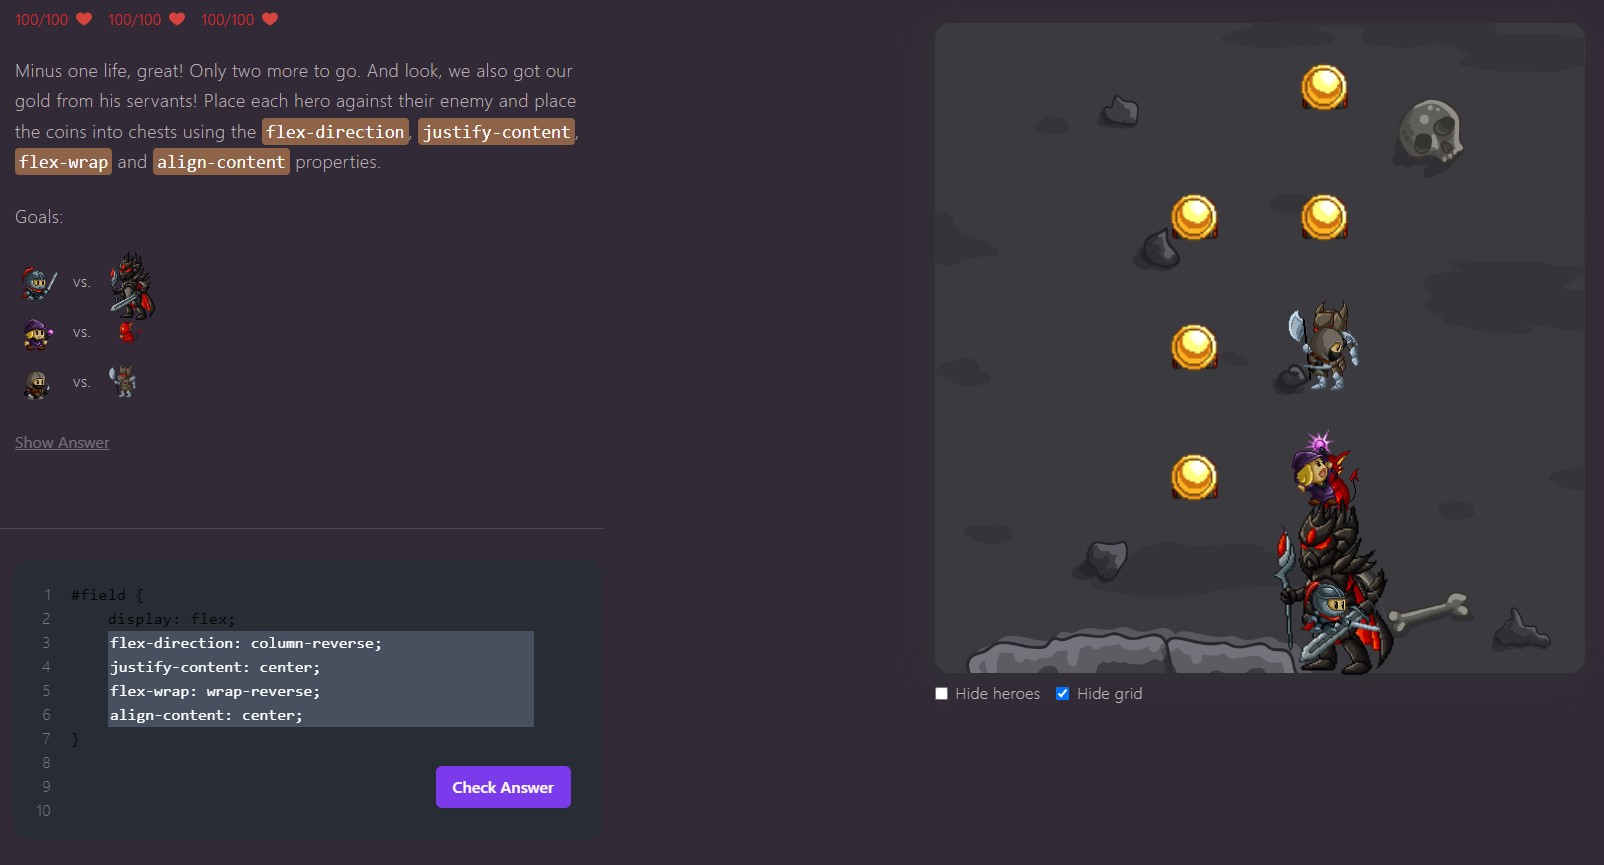 100/100 100/100 100/100
Minus one life, great! Only two more to go. And look, we also got our
gold from his servants! Place each hero against their enemy and place
the coins into chests using the flex-direction, justify-content,
flex-wrap and align-content properties.
Goals:
vs.
vs.
vs.
Show Answer
1 #field {
2 display: flex;
3 flex-direction: column-reverse;
4 justify-content: center;
5 flex-wrap: wrap-reverse;
6 align-content: center;
7 }
8
9
10
Check Answer
Hide heroes Hide grid